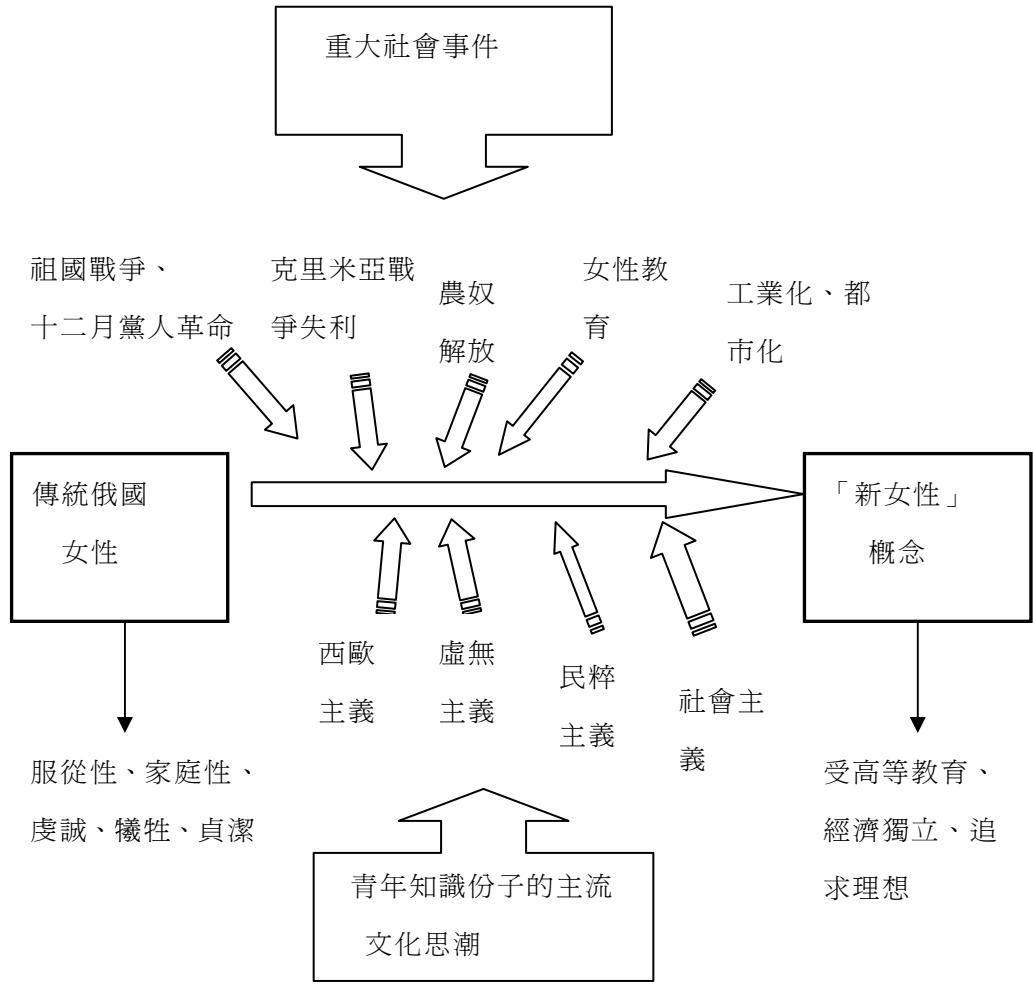 重大社會事件
祖國戰爭、
十二月黨人革命
克里米亞戰
爭失利
農奴
解放
女性教
育
工業化、都
市化
傳統俄國
女性
「新女性」
概念
西歐
主義
虛無
主義
民粹
主義
社會主
義
服從性、家庭性、
虔誠、犧牲、貞潔
受高等教育、
經濟獨立、追
求理想
青年知識份子的主流
文化思潮